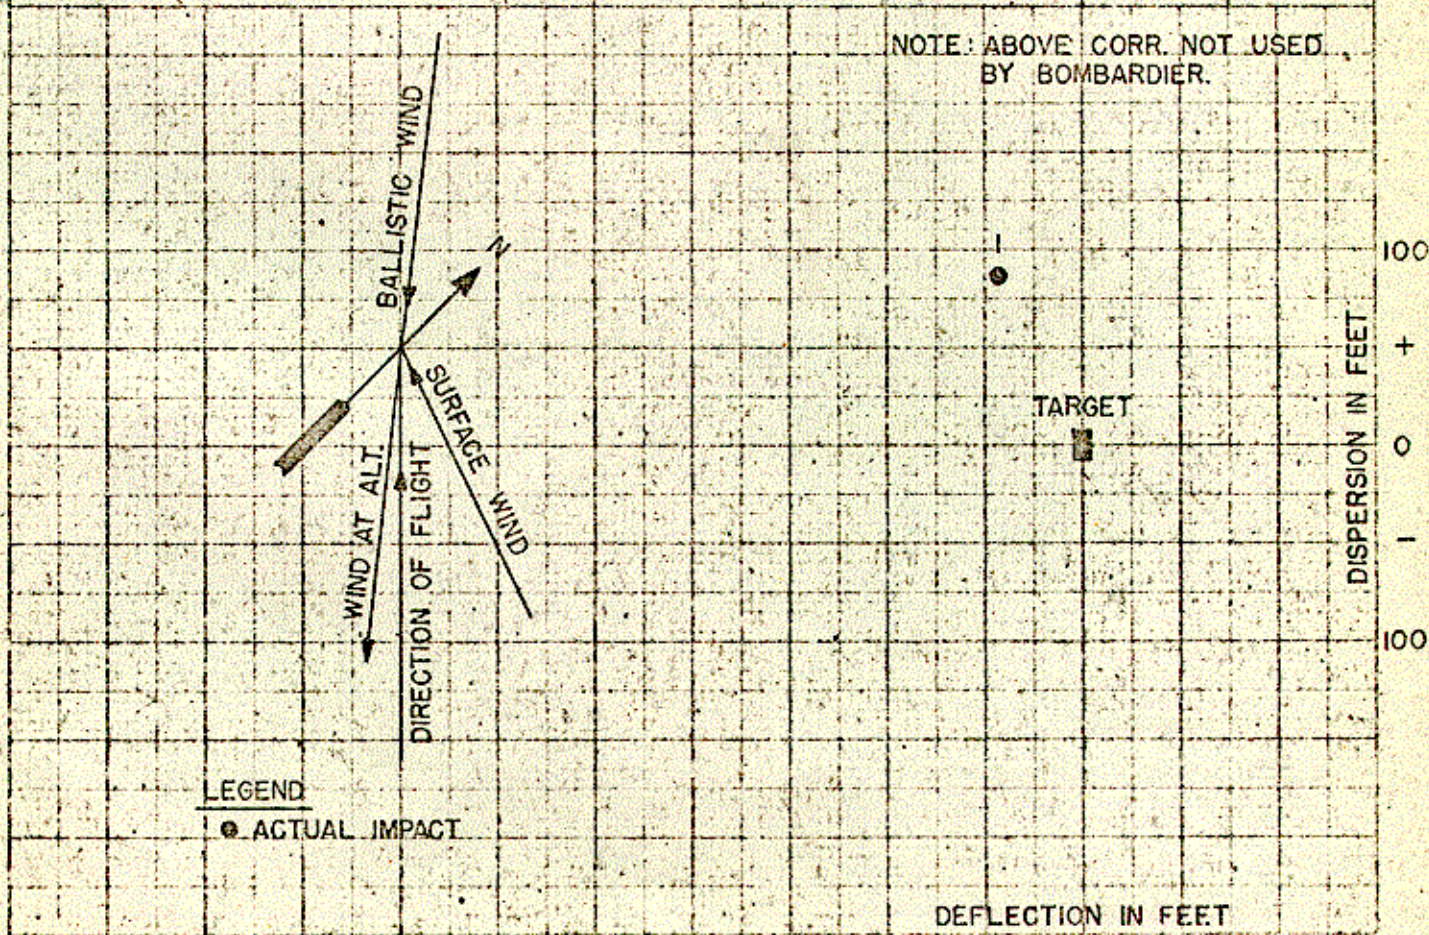 NOTE: ABOVE CORR. NOT USED
BY BOMBARDIER.
BALLISTIC WIND
N
1
100
+
SURFACE WIND
TARGET
DISPERSION IN FEET
0
WIND AT ALT.
DIRECTION OF FLIGHT
-
100
LEGEND
ACTUAL IMPACT
DEFLECTION IN FEET